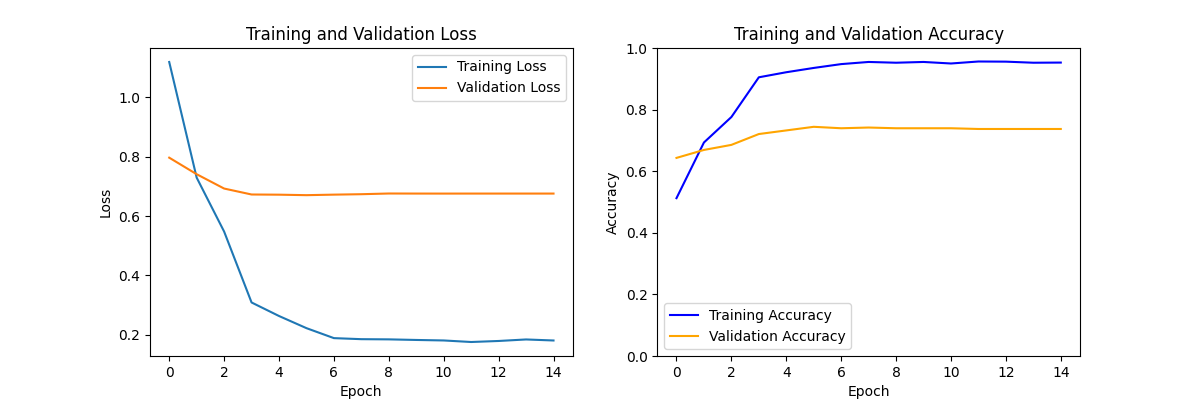 Training and Validation Loss
Training Loss
Validation Loss
1.0
0.8
0.6
0.4
0.2
Loss
0 2 4 6 8 10 12 14
Epoch
Training and Validation Accuracy
1.0
0.8
0.6
0.4
0.2
0.0
Accuracy
Training Accuracy
Validation Accuracy
0 2 4 6 8 10 12 14
Epoch